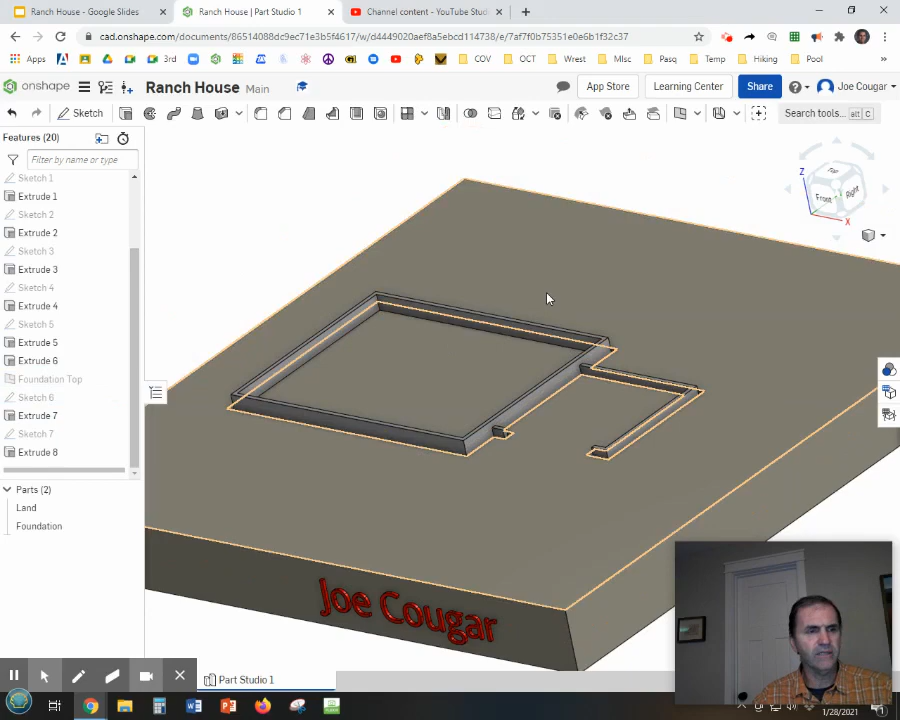 Ranch House - Google Slides
Ranch House | Part Studio 1
Channel content - YouTube Stud
cad.onshape.com/documents/86514088dc9ec71e3b5f4617/w/d4449020aef8a5ebcd114738/e/7af7f0b75351e0e6b1f32c37
Apps
3rd
COV
OCT
West
MIsc
Pasq
Temp
Hiking
Pool
onshape
Ranch House Main
App Store
Learning Center
Share
Joe Cougar
Sketch
Search tools...
alt
C
Features (20)
Filter by name or type
Sketch 1
Extrude 1
Sketch 2
Extrude 2
Sketch 3
Extrude 3
Sketch 4
Extrude 4
Sketch 5
Extrude 5
Extrude 6
Foundation Top
Sketch 6
Extrude 7
Sketch 7
Extrude 8
Parts (2)
Land
Foundation
Z
Top
Front
Right
X
Joe Cougar
Part Studio 1
1/28/2021